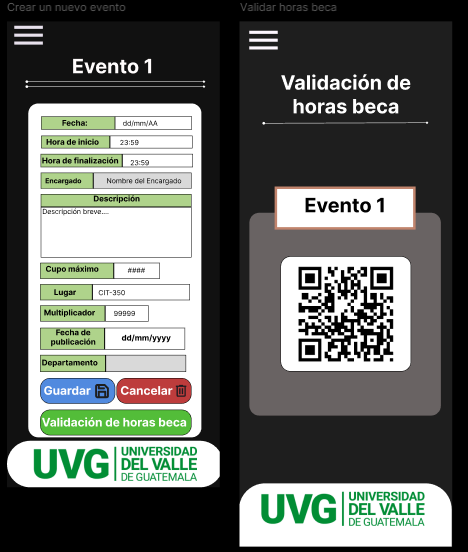 Crear un nuevo evento
Evento 1
Fecha: dd/mm/AA
Hora de inicio 23:59
Hora de finalización 23:59
Encargado Nombre del Encargado
Descripción
Descripción breve....
Cupo máximo ####
Lugar CIT-350
Multiplicador 99999
Fecha de
publicación dd/mm/yyyy
Departamento
Guardar Cancelar
Validación de horas beca
UVG UNIVERSIDAD
DEL VALLE
DE GUATEMALA
Validar horas beca
Validación de
horas beca
Evento 1
UVG UNIVERSIDAD
DEL VALLE
DE GUATEMALA